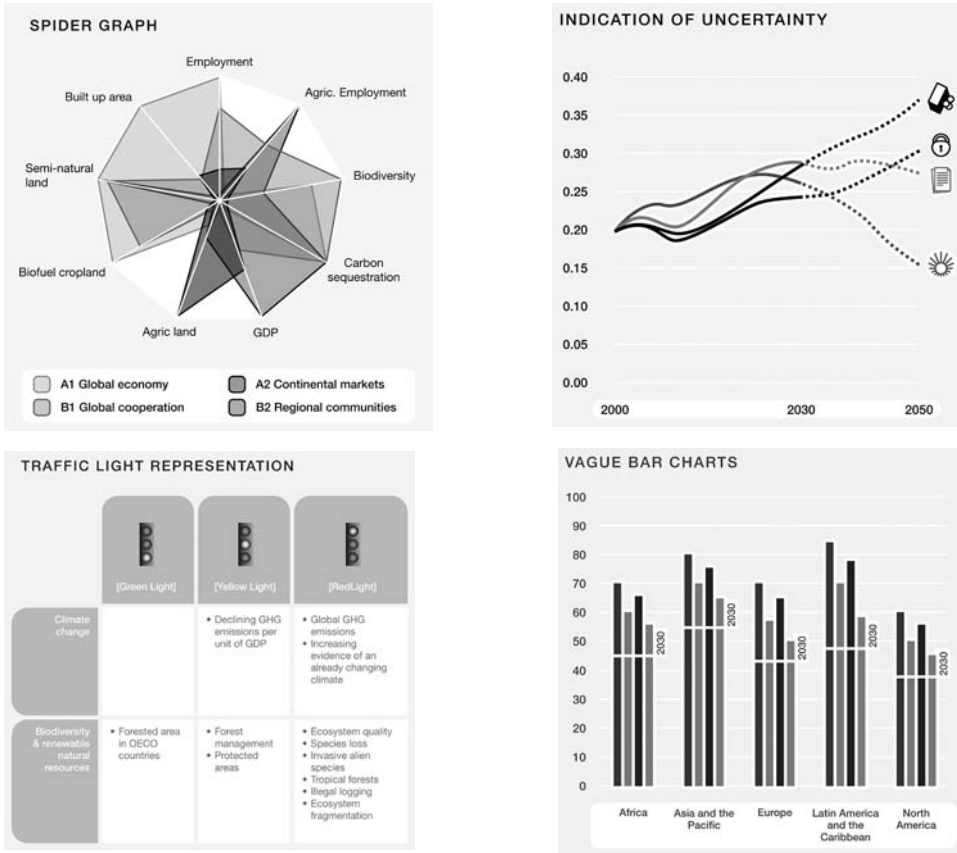 SPIDER GRAPH
Employment
Agric. Employment
Built up area
Semi-natural
land
Biodiversity
Biofuel cropland
Carbon
sequestration
Agric land
GDP
A1 Global economy
A2 Continental markets
B1 Global cooperation
B2 Regional communities
INDICATION OF UNCERTAINTY
0.40
0.35
0.30
0.25
0.20
0.15
0.10
0.05
0.00
2000
2030
2050
TRAFFIC LIGHT REPRESENTATION
[Green Light]
[Yellow Light]
[RedLight]
Climate
change
• Declining GHG
emissions per
unit of GDP
• Global GHG
emissions
• Increasing
evidence of an
already changing
climate
Biodiversity
& renewable
natural
resources
• Forested area
in OECO
countries
• Forest
management
• Protected
areas
• Ecosystem quality
• Species loss
• Invasive alien
species
• Tropical forests
• Illegal logging
• Ecosystem
fragmentation
VAGUE BAR CHARTS
100
90
80
70
60
50
40
30
20
10
0
2030
2030
2030
2030
2030
Africa
Asia and the
Pacific
Europe
Latin America
and the
Caribbean
North
America